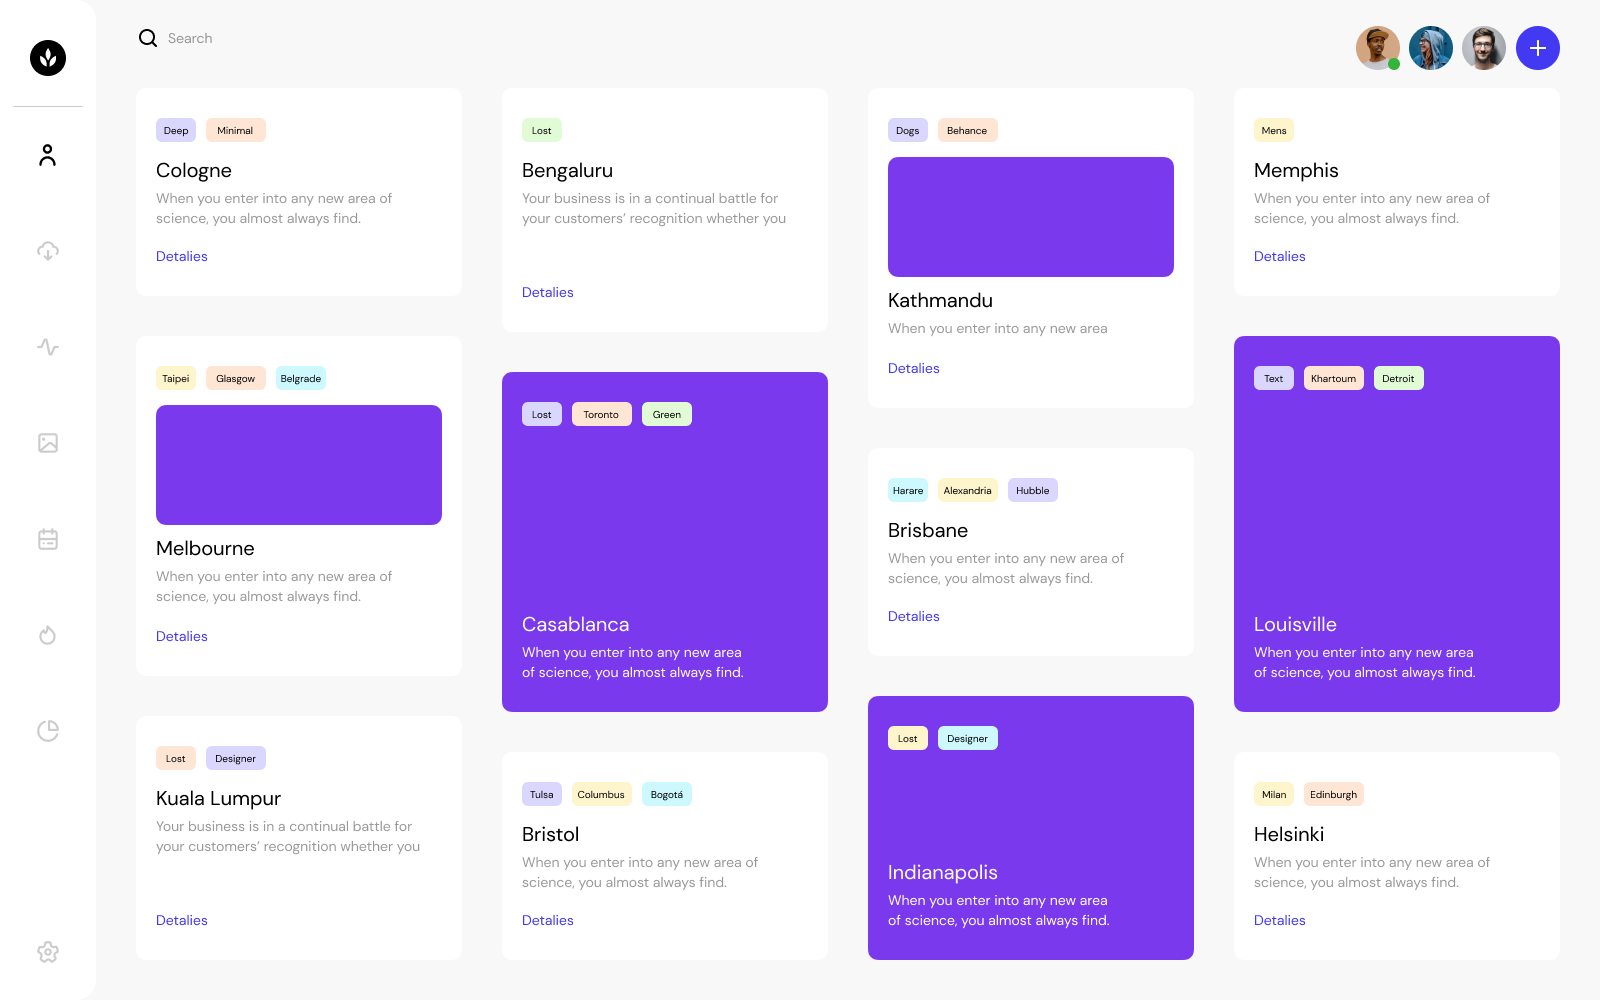 Search
Deep Minimal
Cologne
When you enter into any new area of
science, you almost always find.
Detalies
Taipei Glasgow Belgrade
Melbourne
When you enter into any new area of
science, you almost always find.
Detalies
Lost Designer
Kuala Lumpur
Your business is in a continual battle for
your customers’ recognition whether you
Detalies
Lost
Bengaluru
Your business is in a continual battle for
your customers’ recognition whether you
Detalies
Lost Toronto Green
Casablanca
When you enter into any new area
of science, you almost always find.
Tulsa Columbus Bogotá
Bristol
When you enter into any new area of
science, you almost always find.
Detalies
Dogs Behance
Kathmandu
When you enter into any new area
Detalies
Harare Alexandria Hubble
Brisbane
When you enter into any new area of
science, you almost always find.
Detalies
Lost Designer
Indianapolis
When you enter into any new area
of science, you almost always find.
Mens
Memphis
When you enter into any new area of
science, you almost always find.
Detalies
Text Khartoum Detroit
Louisville
When you enter into any new area
of science, you almost always find.
Milan Edinburgh
Helsinki
When you enter into any new area of
science, you almost always find.
Detalies